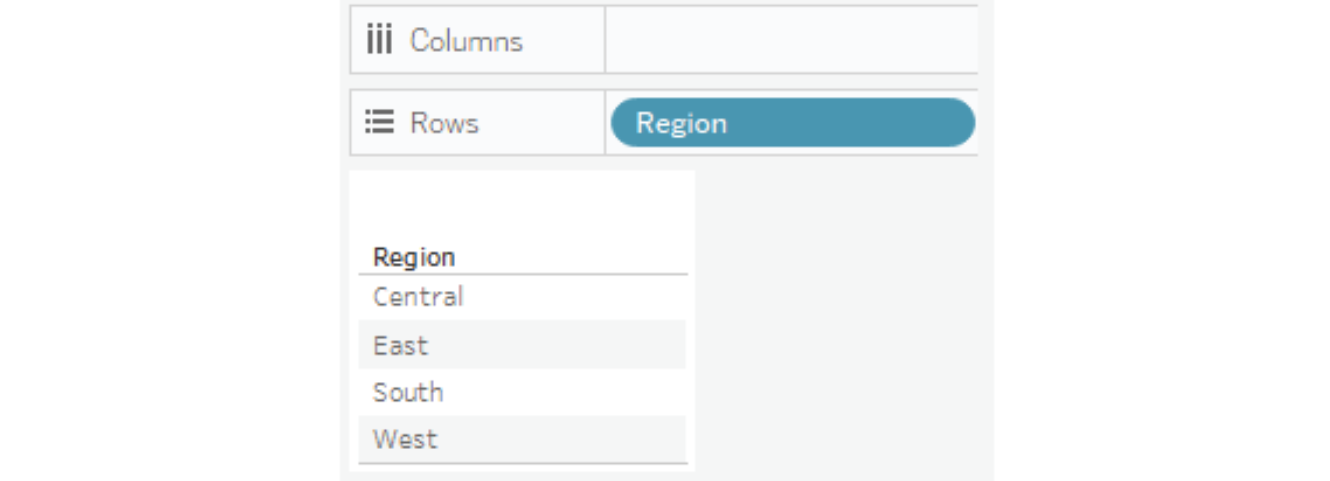 Columns
Rows Region
Region
Central
East
South
West